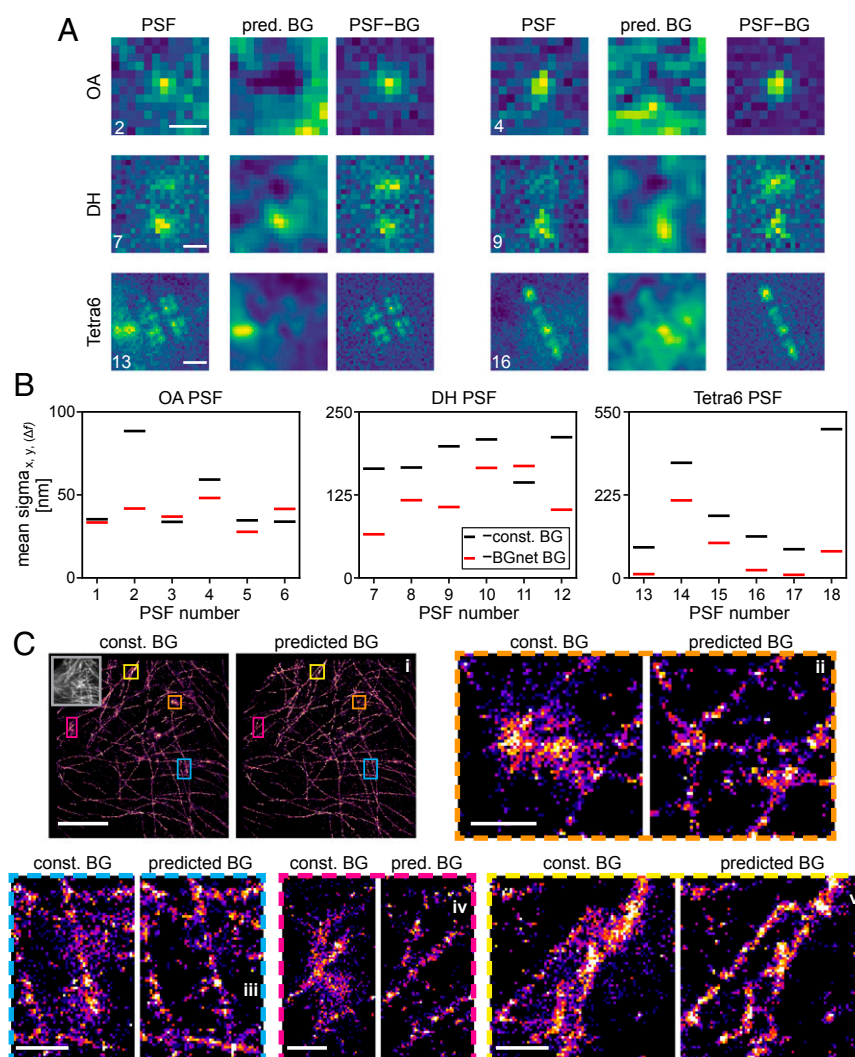 A
PSF pred. BG PSF−BG PSF pred. BG PSF−BG
OA
2
4
DH
7
9
Tetra6
13
16
B
OA PSF
DH PSF
Tetra6 PSF
mean sigma x, y, (Δf)
[nm]
100
50
0
1 2 3 4 5 6
PSF number
250
125
0
7 8 9 10 11 12
PSF number
−const. BG
−BGnet BG
550
225
0
13 14 15 16 17 18
PSF number
C
const. BG predicted BG
i
const. BG predicted BG
ii
const. BG predicted BG
iii
const. BG pred. BG
iv
const. BG predicted BG
v